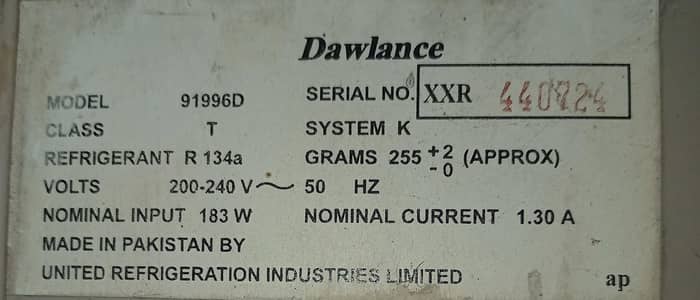 Dawlance
MODEL 91996D SERIAL NO. XXR 440724
CLASS T SYSTEM K
REFRIGERANT R 134a GRAMS 255 +2 -0 (APPROX)
VOLTS 200-240 V~ 50 HZ
NOMINAL INPUT 183 W NOMINAL CURRENT 1.30 A
MADE IN PAKISTAN BY
UNITED REFRIGERATION INDUSTRIES LIMITED ap